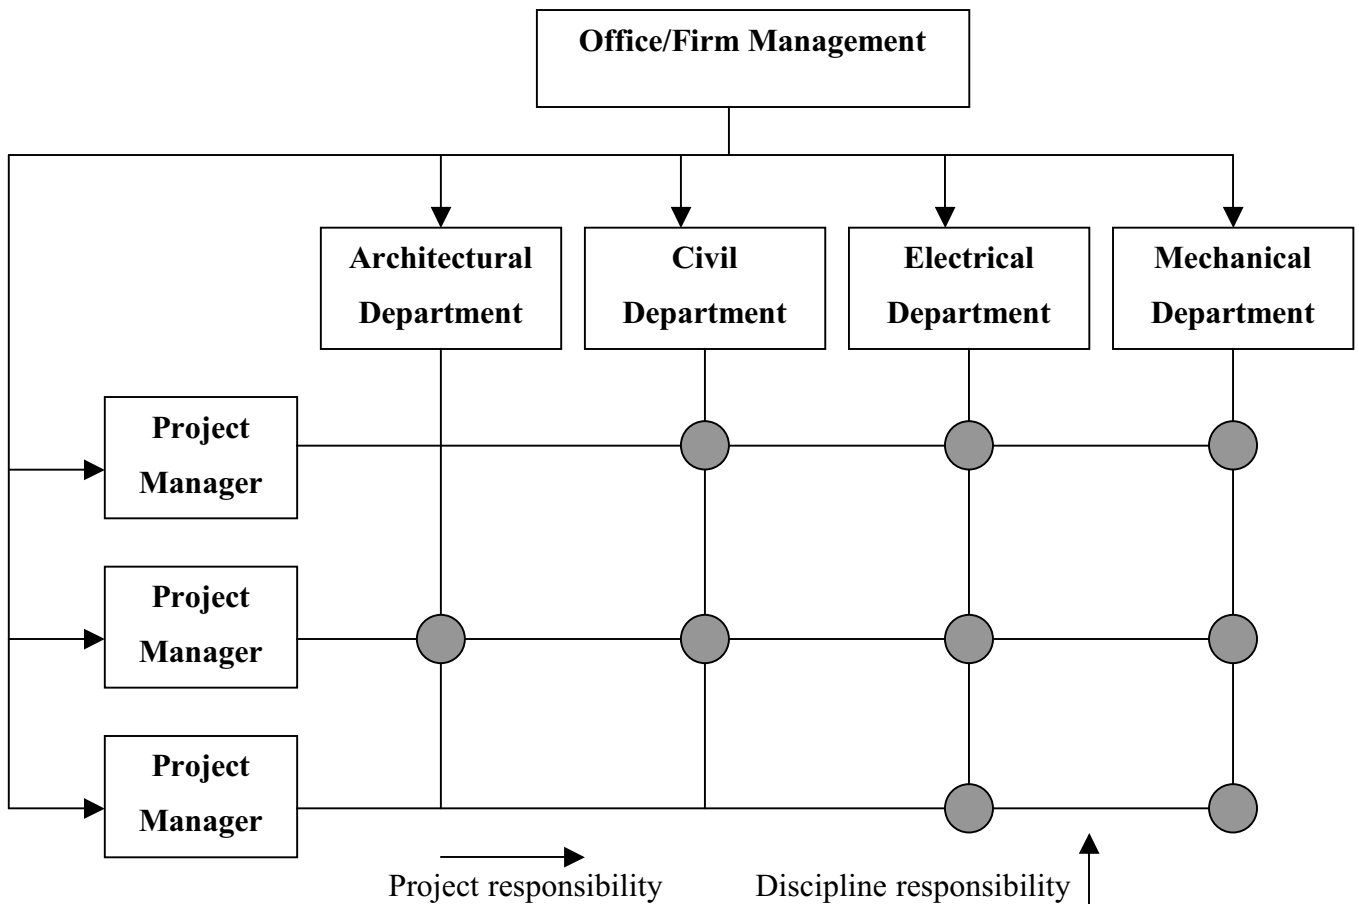 Office/Firm Management
Architectural
Department
Civil
Department
Electrical
Department
Mechanical
Department
Project
Manager
Project
Manager
Project
Manager
Project responsibility
Discipline responsibility